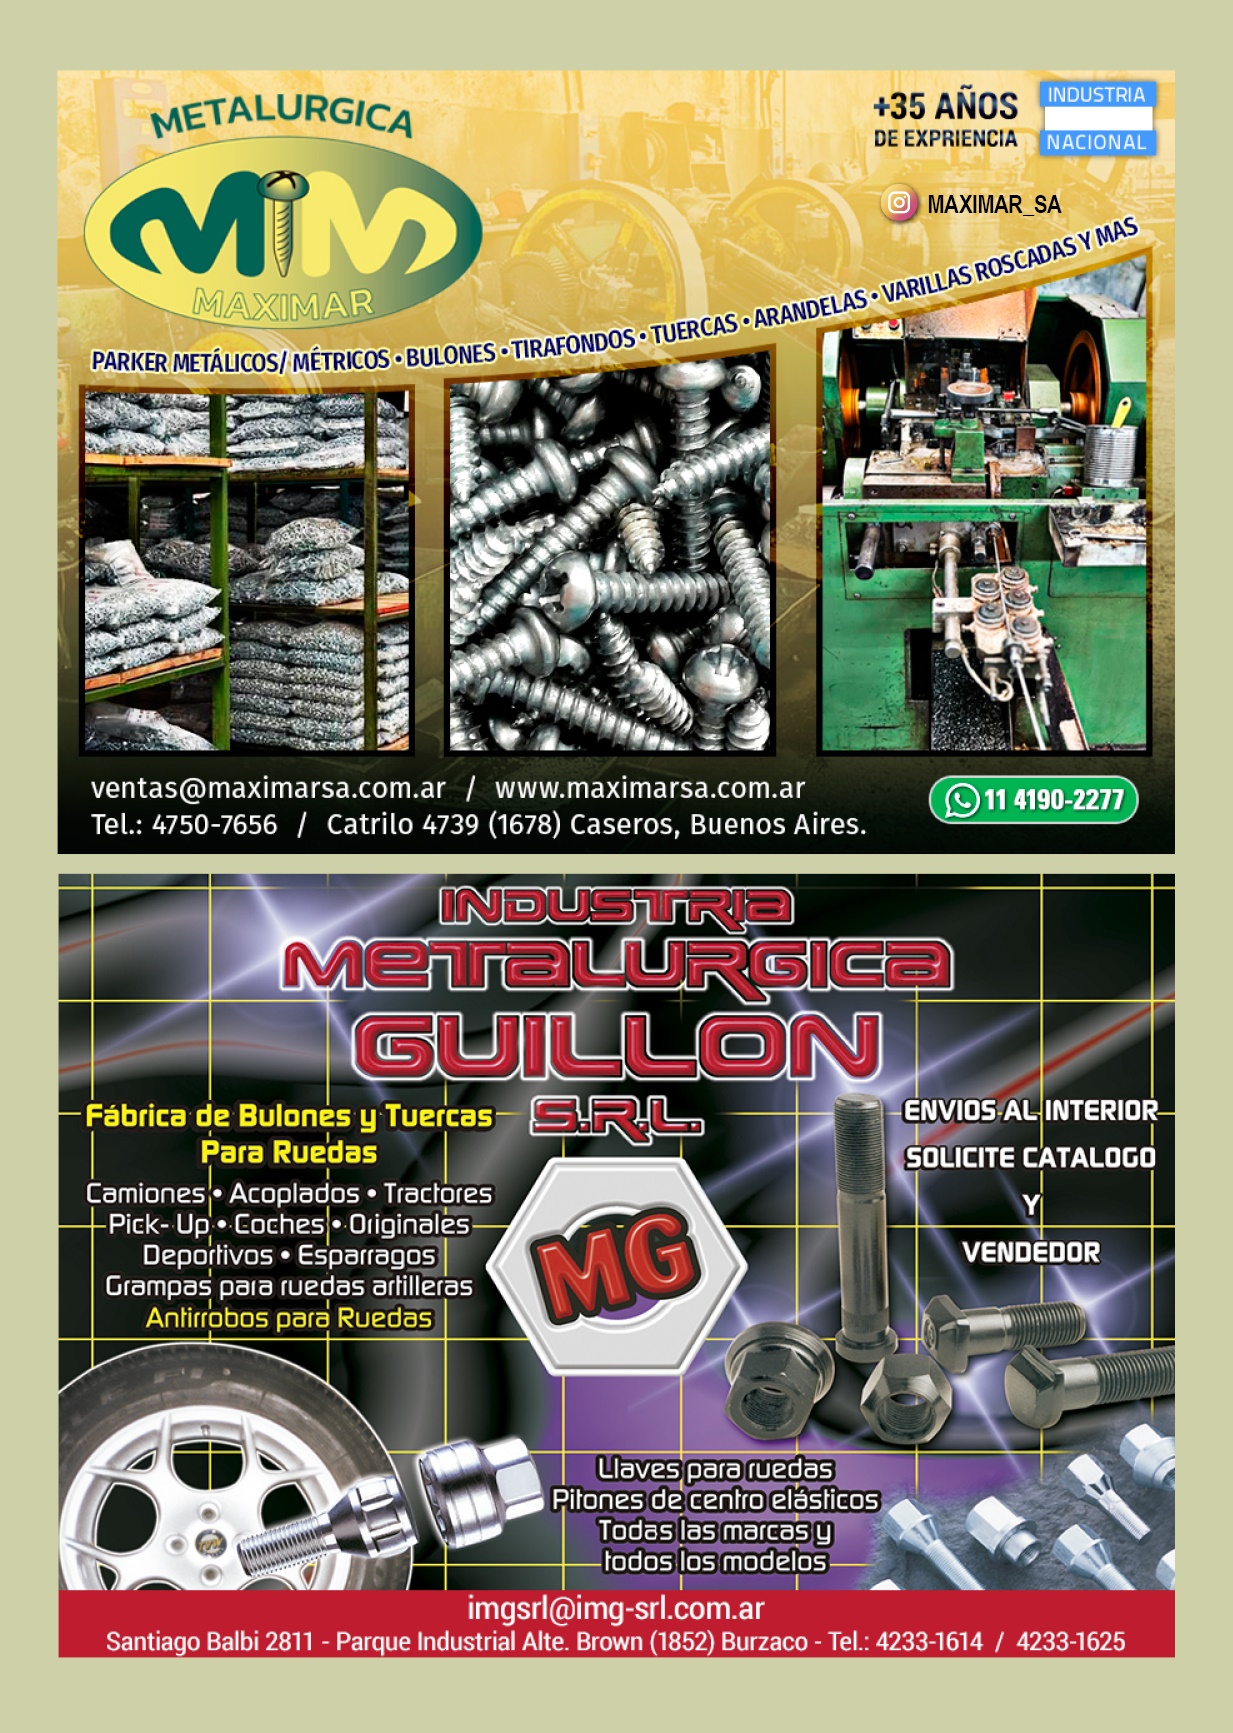 METALURGICA
MIM
MAXIMAR
+35 AÑOS
DE EXPRIENCIA
INDUSTRIA
NACIONAL
MAXIMAR_SA
PARKER METÁLICOS/ MÉTRICOS • BULONES • TIRAFONDOS • TUERCAS • ARANDELAS • VARILLAS ROSCADAS Y MAS
ventas@maximarsa.com.ar / www.maximarsa.com.ar
Tel.: 4750-7656 / Catrilo 4739 (1678) Caseros, Buenos Aires.
11 4190-2277
INDUSTRIA
METALURGICA
GUILLON
S.R.L.
Fábrica de Bulones y Tuercas
Para Ruedas
Camiones • Acoplados • Tractores
Pick- Up • Coches • Originales
Deportivos • Esparragos
Grampas para ruedas artilleras
Antirrobos para Ruedas
MG
ENVIOS AL INTERIOR
SOLICITE CATALOGO
Y
VENDEDOR
Llaves para ruedas
Pitones de centro elásticos
Todas las marcas y
todos los modelos
imgsrl@img-srl.com.ar
Santiago Balbi 2811 - Parque Industrial Alte. Brown (1852) Burzaco - Tel.: 4233-1614 / 4233-1625